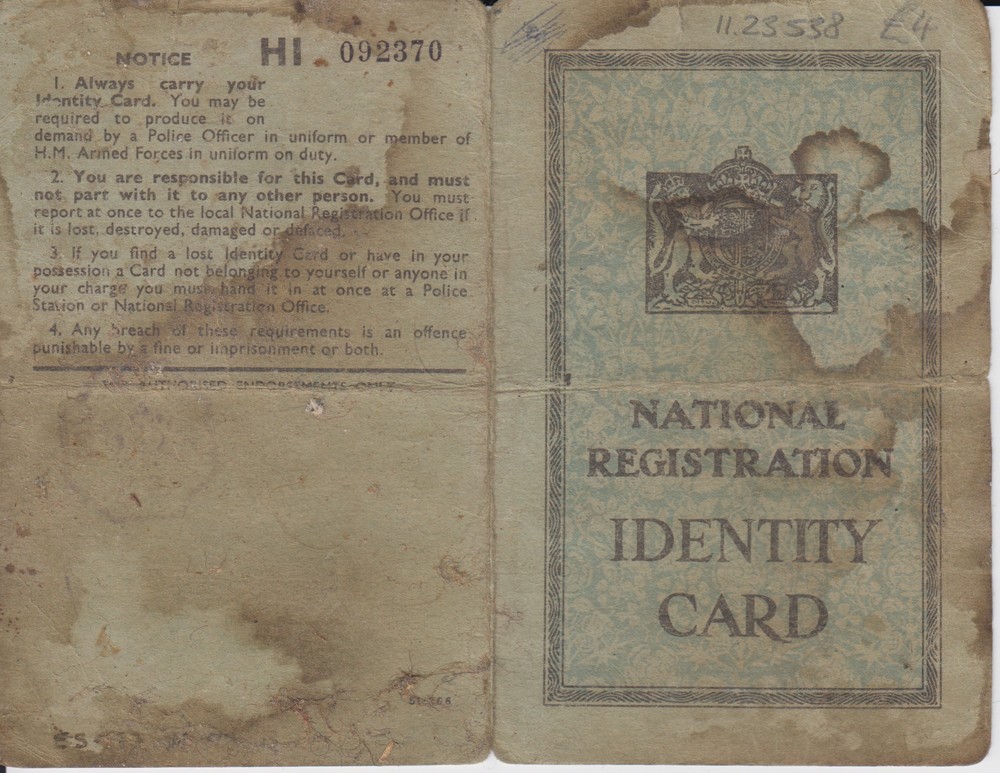 NOTICE HI 092370
1. Always carry your
Identity Card. You may be
required to produce it on
demand by a Police Officer in uniform or member of
H.M. Armed Forces in uniform on duty.
2. You are responsible for this Card, and must
not part with it to any other person. You must
report at once to the local National Registration Office if
it is lost, destroyed, damaged or defaced.
3. If you find a lost Identity Card or have in your
possession a Card not belonging to yourself or anyone in
your charge you must hand it in at once at a Police
Station or National Registration Office.
4. Any breach of these requirements is an offence
punishable by a fine or imprisonment or both.
AUTHORISED ENDORSEMENTS ONLY
11.23538 £4
NATIONAL
REGISTRATION
IDENTITY
CARD